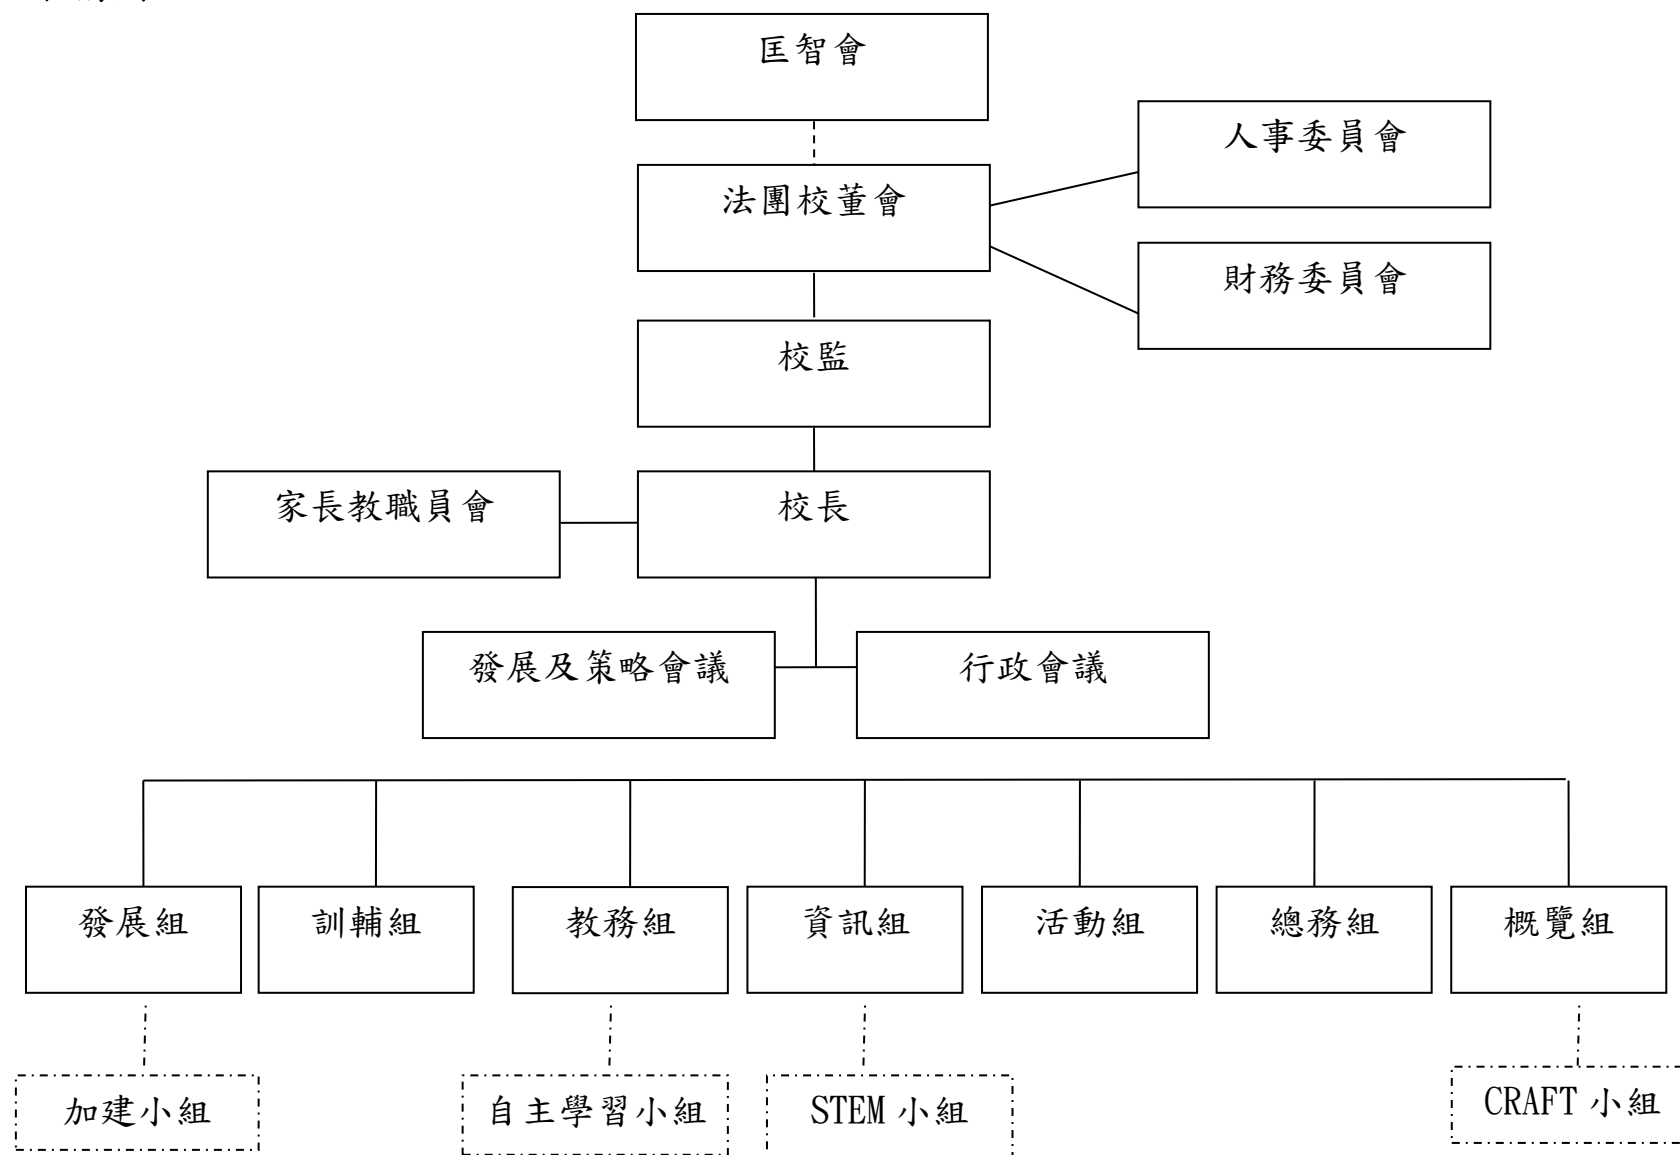 匡智會
人事委員會
法團校董會
財務委員會
校監
家長教職員會
校長
發展及策略會議
行政會議
發展組
訓輔組
教務組
資訊組
活動組
總務組
概覽組
加建小組
自主學習小組
STEM 小組
CRAFT 小組